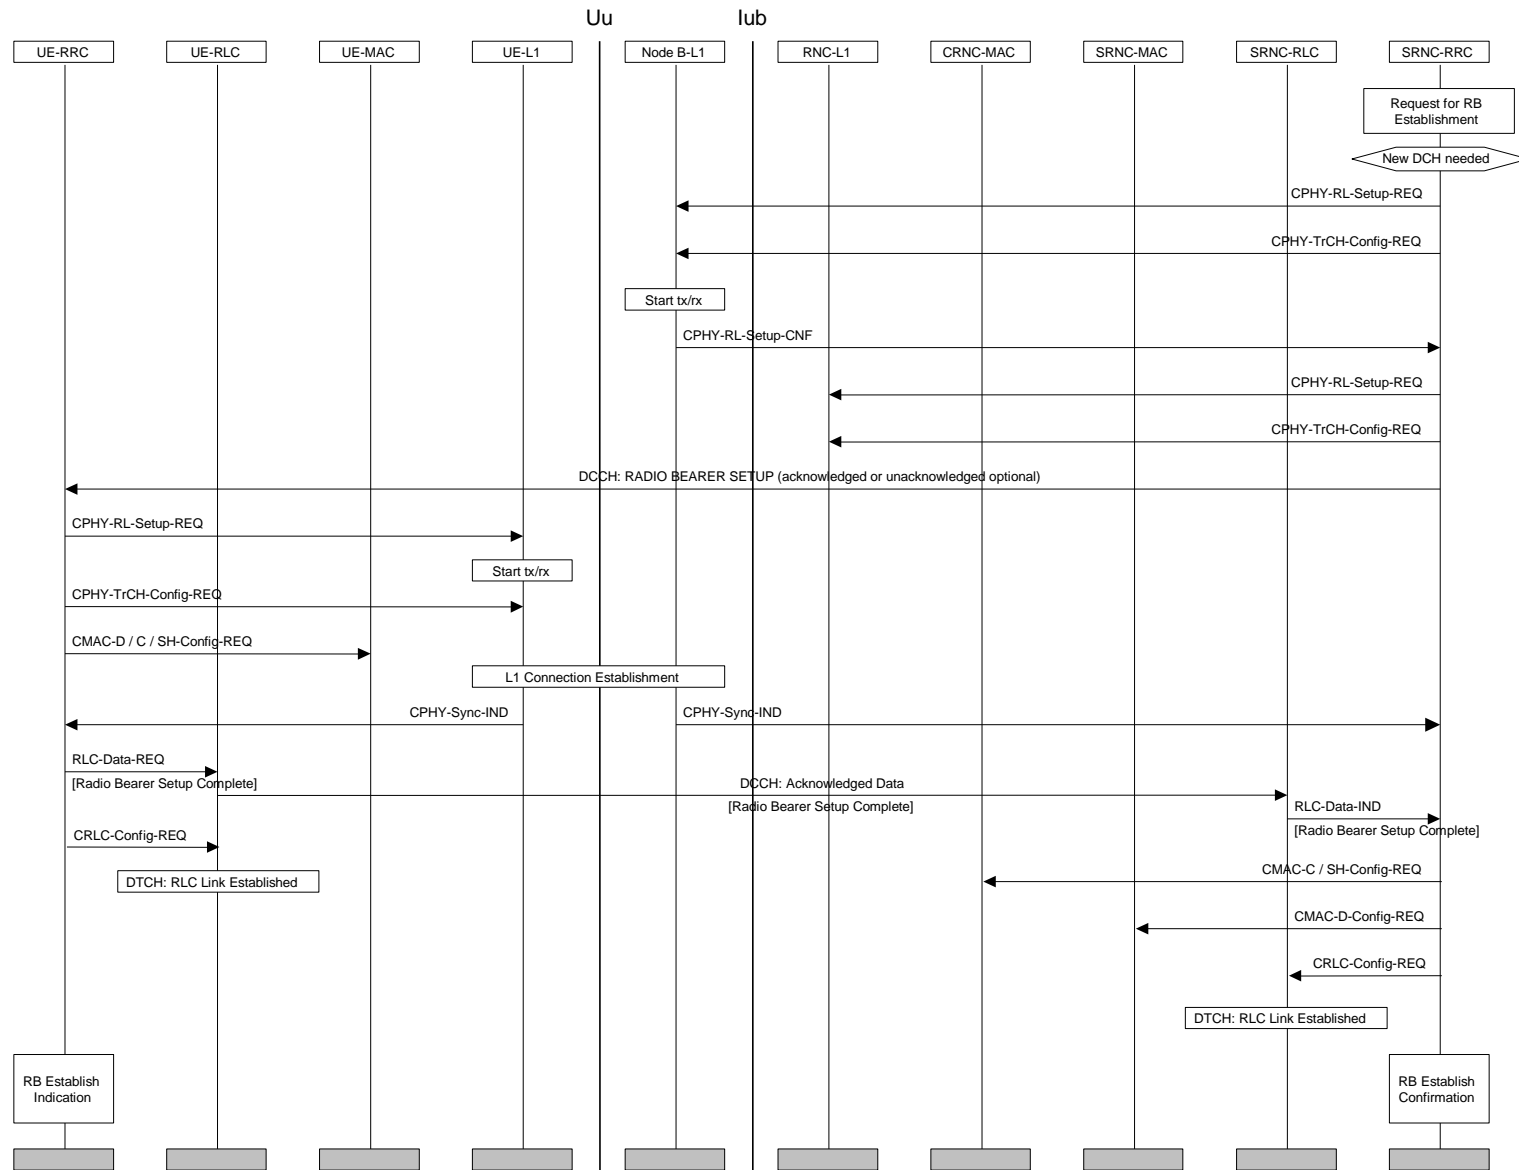 Uu
Iub
UE-RRC
UE-RLC
UE-MAC
UE-L1
Node B-L1
RNC-L1
CRNC-MAC
SRNC-MAC
SRNC-RLC
SRNC-RRC
Request for RB
Establishment
New DCH needed
CPHY-RL-Setup-REQ
CPHY-TrCH-Config-REQ
Start tx/rx
CPHY-RL-Setup-CNF
CPHY-RL-Setup-REQ
CPHY-TrCH-Config-REQ
DCCH: RADIO BEARER SETUP (acknowledged or unacknowledged optional)
CPHY-RL-Setup-REQ
Start tx/rx
CPHY-TrCH-Config-REQ
CMAC-D / C / SH-Config-REQ
L1 Connection Establishment
CPHY-Sync-IND
CPHY-Sync-IND
RLC-Data-REQ
[Radio Bearer Setup Complete]
DCCH: Acknowledged Data
[Radio Bearer Setup Complete]
RLC-Data-IND
[Radio Bearer Setup Complete]
CRLC-Config-REQ
DTCH: RLC Link Established
CMAC-C / SH-Config-REQ
CMAC-D-Config-REQ
CRLC-Config-REQ
DTCH: RLC Link Established
RB Establish
Indication
RB Establish
Confirmation